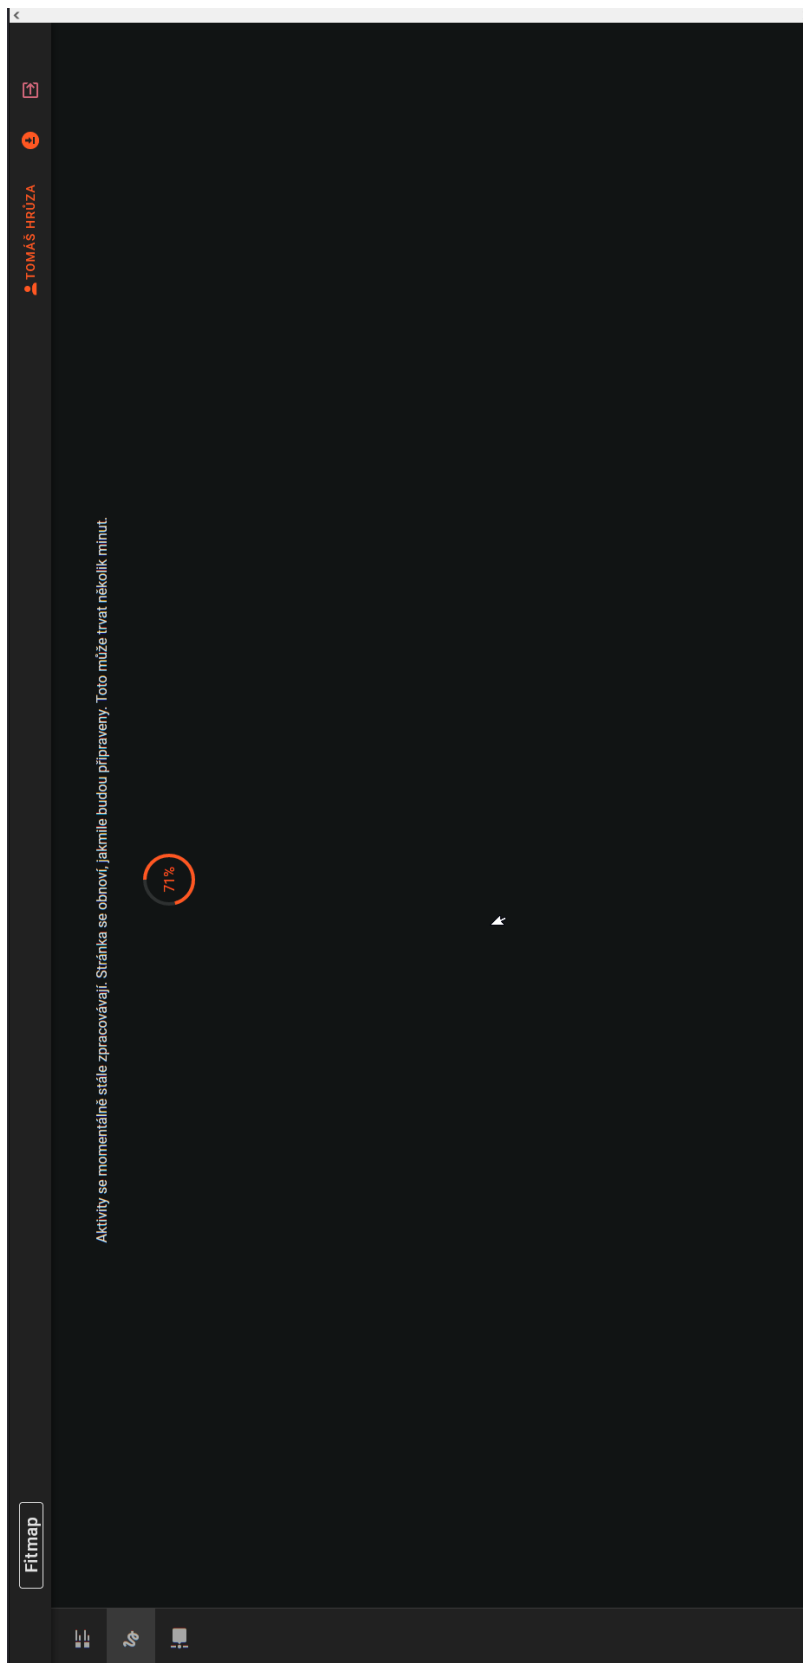 Fitmap
TOMÁŠ HRŮZA
Aktivity se momentálně stále zpracovávají. Stránka se obnoví, jakmile budou připraveny. Toto může trvat několik minut.
71%